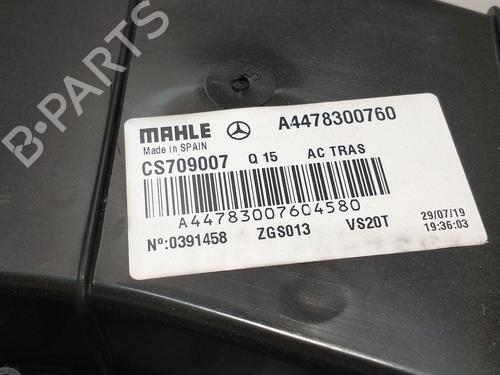 MAHLE A4478300760
Made in SPAIN
CS709007 Q 15 AC TRAS
A44783007604580
Nº:0391458 ZGS013 VS20T 29/07/19
19:36:03